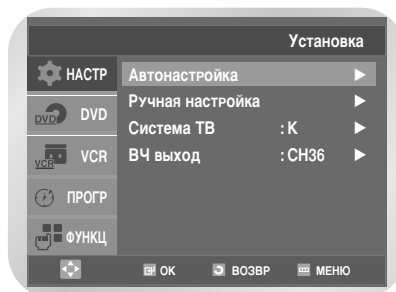 Установка
НАСТР
Автонастройка
Ручная настройка
DVD DVD
Система ТВ : K
VCR VCR
ВЧ выход : CH36
ПРОГР
ФУНКЦ
OK ВОЗВР МЕНЮ